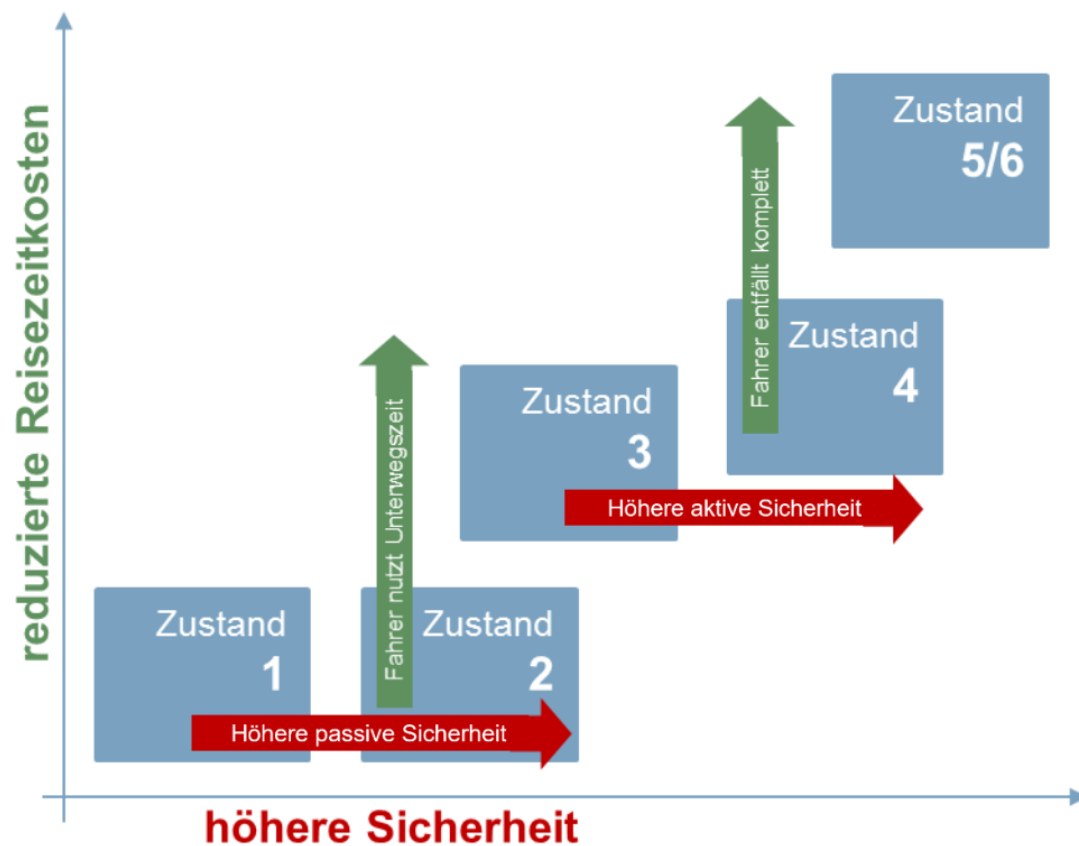 reduzierte Reisezeitkosten
Zustand
5/6
Fahrer entfällt komplett
Zustand
4
Zustand
3
Höhere aktive Sicherheit
Fahrer nutzt Unterwegszeit
Zustand
1
Zustand
2
Höhere passive Sicherheit
höhere Sicherheit